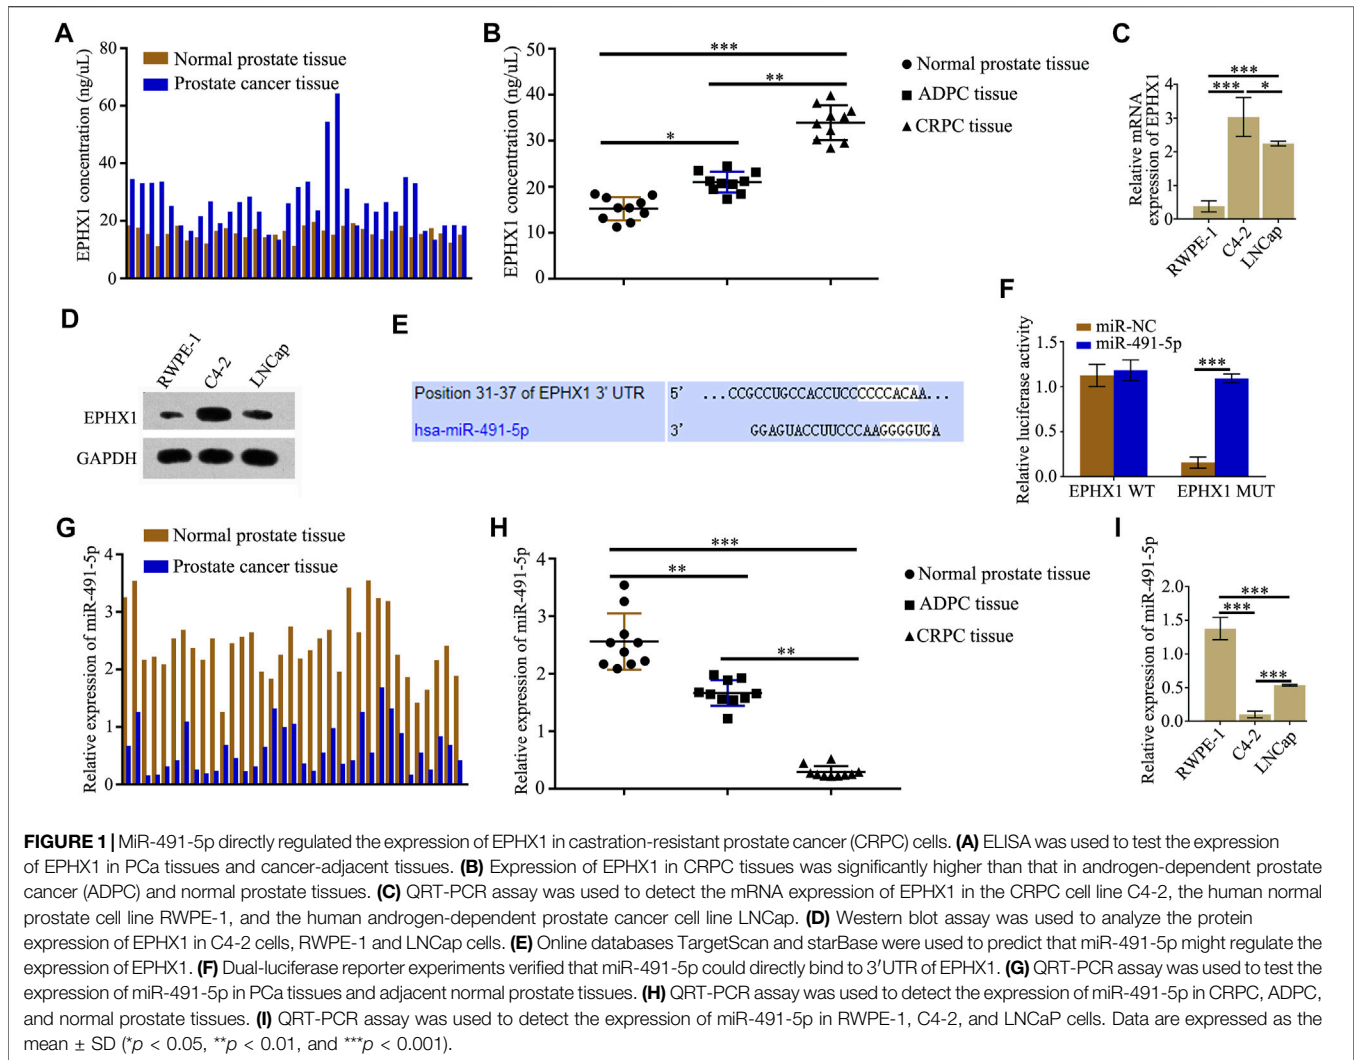 A
80
60
40
20
0
EPHX1 concentration (ng/uL)
Normal prostate tissue
Prostate cancer tissue
B
50
40
30
20
10
0
EPHX1 concentration (ng/uL)
***
**
*
Normal prostate tissue
ADPC tissue
CRPC tissue
C
Relative mRNA
expression of EPHX1
4
3
2
1
0
***
*** *
RWPE-1
C4-2
LNCap
D
RWPE-1
C4-2
LNCap
EPHX1
GAPDH
E
Position 31-37 of EPHX1 3' UTR 5' ...CCGCCUGCCACCUCCCCCCACAA...
hsa-miR-491-5p 3' GGAGUACCUUCCCAAGGGGUGA
F
miR-NC
miR-491-5p
Relative luciferase activity
1.5
1.0
0.5
0.0
***
EPHX1 WT EPHX1 MUT
G
Normal prostate tissue
Prostate cancer tissue
Relative expression of miR-491-5p
4
3
2
1
0
H
Relative expression of miR-491-5p
4
3
2
1
0
***
**
**
Normal prostate tissue
ADPC tissue
CRPC tissue
I
Relative expression of miR-491-5p
2.0
1.5
1.0
0.5
0.0
***
***
***
RWPE-1
C4-2
LNCap
FIGURE 1 | MiR-491-5p directly regulated the expression of EPHX1 in castration-resistant prostate cancer (CRPC) cells. (A) ELISA was used to test the expression
of EPHX1 in PCa tissues and cancer-adjacent tissues. (B) Expression of EPHX1 in CRPC tissues was significantly higher than that in androgen-dependent prostate
cancer (ADPC) and normal prostate tissues. (C) QRT-PCR assay was used to detect the mRNA expression of EPHX1 in the CRPC cell line C4-2, the human normal
prostate cell line RWPE-1, and the human androgen-dependent prostate cancer cell line LNCap. (D) Western blot assay was used to analyze the protein
expression of EPHX1 in C4-2 cells, RWPE-1 and LNCap cells. (E) Online databases TargetScan and starBase were used to predict that miR-491-5p might regulate the
expression of EPHX1. (F) Dual-luciferase reporter experiments verified that miR-491-5p could directly bind to 3′UTR of EPHX1. (G) QRT-PCR assay was used to test the
expression of miR-491-5p in PCa tissues and adjacent normal prostate tissues. (H) QRT-PCR assay was used to detect the expression of miR-491-5p in CRPC, ADPC,
and normal prostate tissues. (I) QRT-PCR assay was used to detect the expression of miR-491-5p in RWPE-1, C4-2, and LNCaP cells. Data are expressed as the
mean ± SD (*p < 0.05, **p < 0.01, and ***p < 0.001).